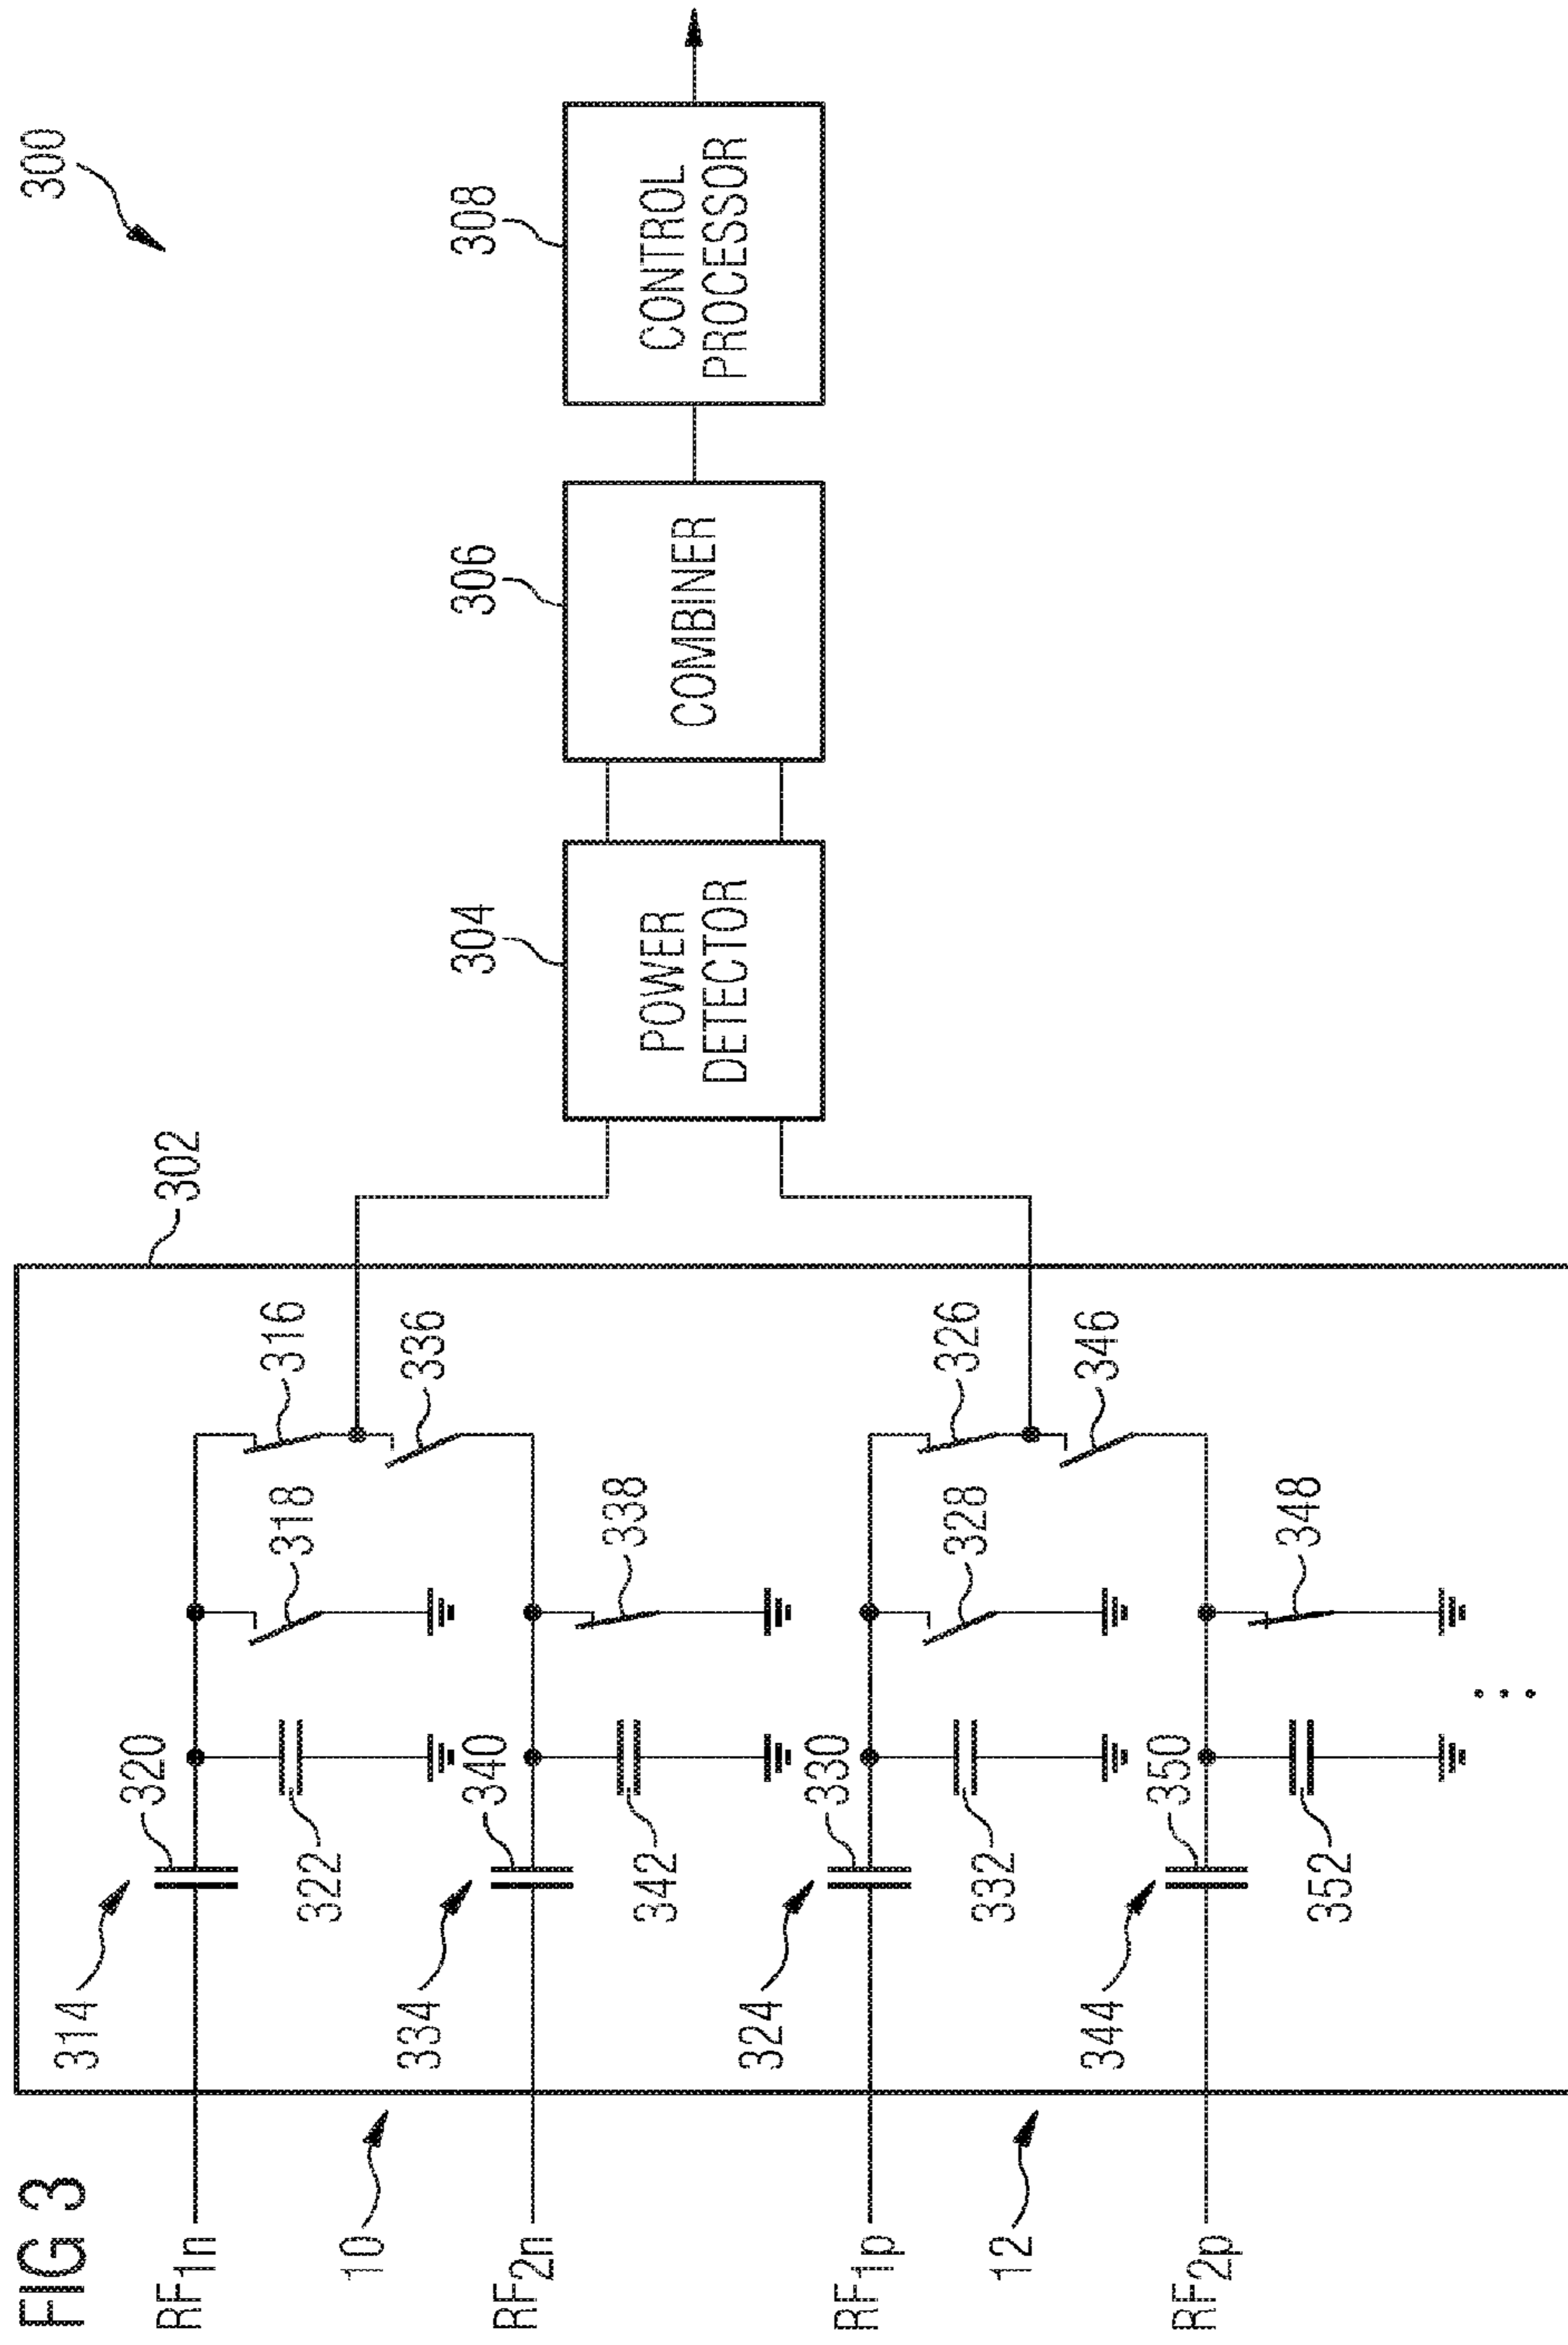 FIG 3
300
302
314
320
318
316
RF1n
322
336
10
334
340
338
304
POWER
DETECTOR
306
COMBINER
308
CONTROL
PROCESSOR
RF2n
342
324
330
328
326
RF1p
332
346
12
344
350
348
RF2p
352